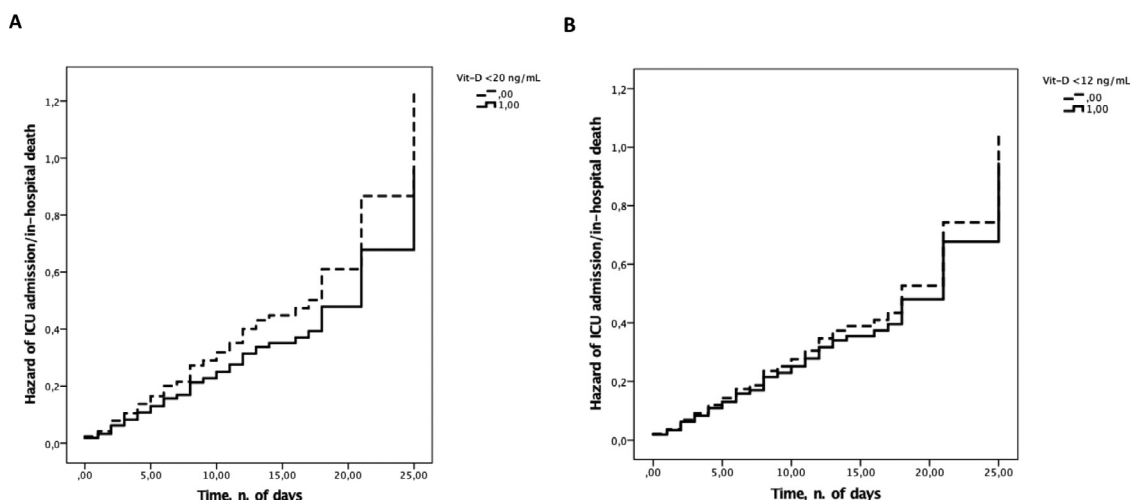 A
Vit-D <20 ng/mL
,00
1,00
Hazard of ICU admission/in-hospital death
1,2
1,0
0,8
0,6
0,4
0,2
0,0
,00 5,00 10,00 15,00 20,00 25,00
Time, n. of days
B
Vit-D <12 ng/mL
,00
1,00
Hazard of ICU admission/in-hospital death
1,2
1,0
0,8
0,6
0,4
0,2
0,0
,00 5,00 10,00 15,00 20,00 25,00
Time, n. of days